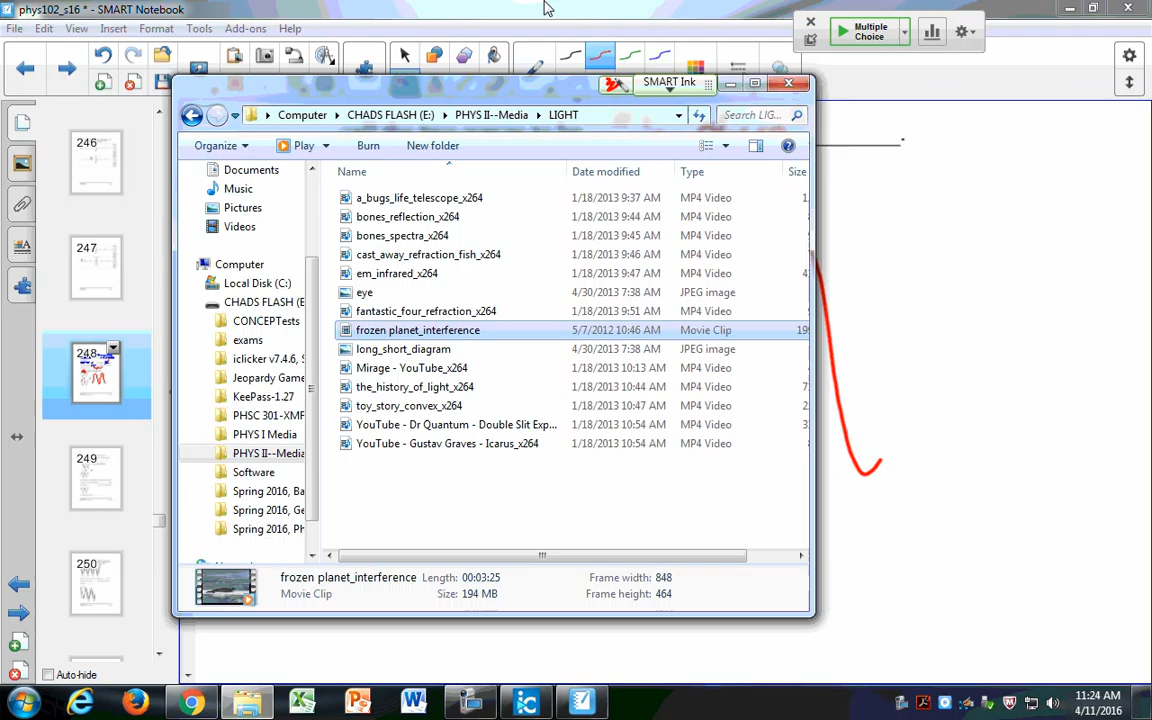 phys102_s16 * - SMART Notebook
File Edit View Insert Format Tools Add-ons Help
Multiple Choice
SMART Ink
Computer CHADS FLASH (E:) PHYS II--Media LIGHT
Search LIG...
Organize Play Burn New folder
Name Date modified Type Size
Documents
Music
Pictures
Videos
Computer
Local Disk (C:)
CHADS FLASH (E
CONCEPTests
exams
iclicker v7.4.6, S
Jeopardy Game
KeePass-1.27
PHSC 301-XMF
PHYS I Media
PHYS II--Media
Software
Spring 2016, Ba
Spring 2016, Ge
Spring 2016, Ph
a_bugs_life_telescope_x264 1/18/2013 9:37 AM MP4 Video 1
bones_reflection_x264 1/18/2013 9:44 AM MP4 Video
bones_spectra_x264 1/18/2013 9:45 AM MP4 Video
cast_away_refraction_fish_x264 1/18/2013 9:46 AM MP4 Video
em_infrared_x264 1/18/2013 9:47 AM MP4 Video 4
eye 4/30/2013 7:38 AM JPEG image
fantastic_four_refraction_x264 1/18/2013 9:51 AM MP4 Video
frozen planet_interference 5/7/2012 10:46 AM Movie Clip 19
long_short_diagram 4/30/2013 7:38 AM JPEG image
Mirage - YouTube_x264 1/18/2013 10:13 AM MP4 Video
the_history_of_light_x264 1/18/2013 10:44 AM MP4 Video 7
toy_story_convex_x264 1/18/2013 10:47 AM MP4 Video 2
YouTube - Dr Quantum - Double Slit Exp... 1/18/2013 10:54 AM MP4 Video 3
YouTube - Gustav Graves - Icarus_x264 1/18/2013 10:54 AM MP4 Video
frozen planet_interference Length: 00:03:25 Frame width: 848
Movie Clip Size: 194 MB Frame height: 464
246
247
248
249
250
Auto-hide
11:24 AM
4/11/2016